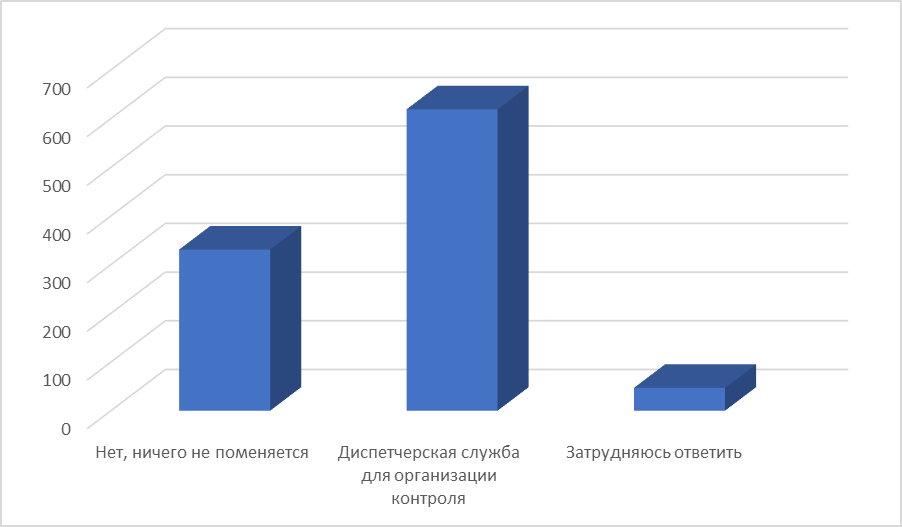 700
600
500
400
300
200
100
0
Нет, ничего не поменяется
Диспетчерская служба
для организации
контроля
Затрудняюсь ответить